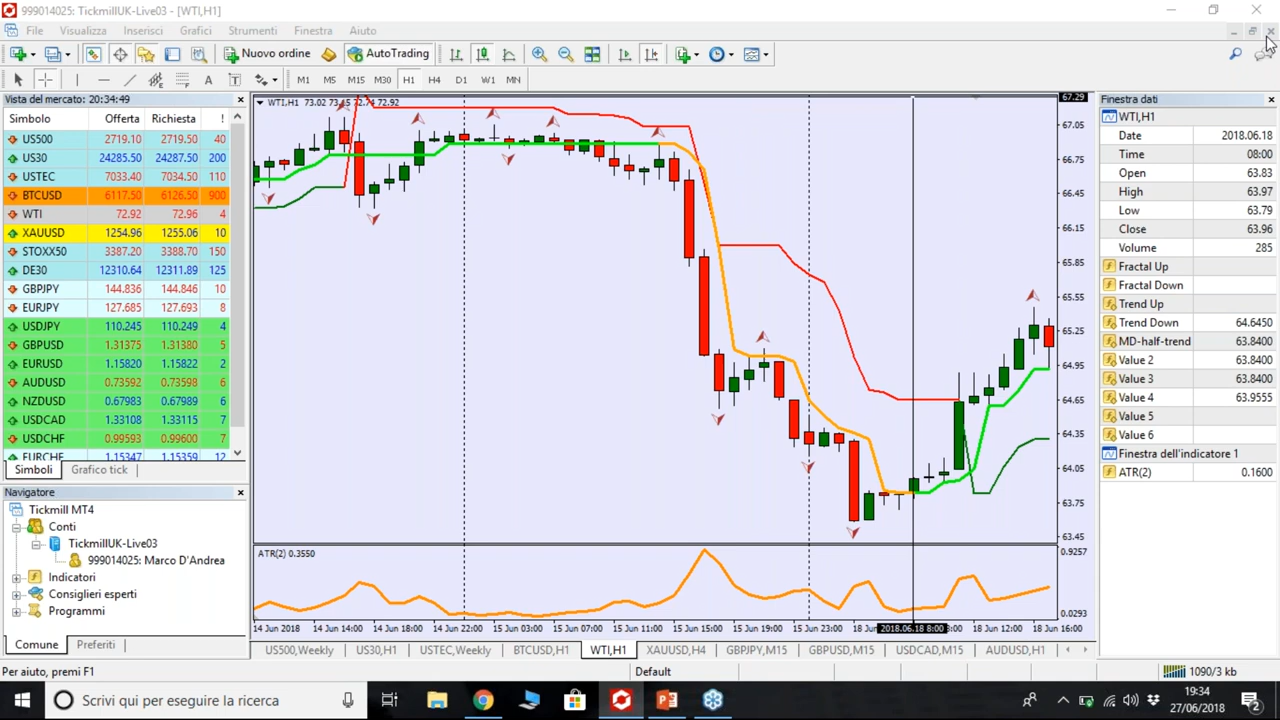 999014025: TickmillUK-Live03 - [WTI,H1]
File Visualizza Inserisci Grafici Strumenti Finestra Aiuto
Nuovo ordine AutoTrading
A T M1 M5 M15 M30 H1 H4 D1 W1 MN
Vista del mercato: 20:34:49
Simbolo Offerta Richiesta !
US500 2719.10 2719.50 40
US30 24285.50 24287.50 200
USTEC 7033.40 7034.50 110
BTCUSD 6117.50 6126.50 900
WTI 72.92 72.96 4
XAUUSD 1254.96 1255.06 10
STOXX50 3387.20 3388.70 150
DE30 12310.64 12311.89 125
GBPJPY 144.836 144.846 10
EURJPY 127.685 127.693 8
USDJPY 110.245 110.249 4
GBPUSD 1.31375 1.31380 5
EURUSD 1.15820 1.15822 2
AUDUSD 0.73592 0.73598 6
NZDUSD 0.67983 0.67989 6
USDCAD 1.33108 1.33115 7
USDCHF 0.99593 0.99600 7
EURCHF 1.15347 1.15359 12
Simboli Grafico tick
Navigatore
Tickmill MT4
Conti
TickmillUK-Live03
999014025: Marco D'Andrea
Indicatori
Consiglieri esperti
Programmi
Comune Preferiti
WTI,H1 73.02 72.92
67.29
67.05
66.75
66.45
66.15
65.85
65.55
65.25
64.95
64.65
64.35
64.05
63.75
63.45
ATR(2) 0.3550
0.9257
0.0293
14 Jun 2018 14 Jun 14:00 14 Jun 18:00 14 Jun 22:00 15 Jun 03:00 15 Jun 07:00 15 Jun 11:00 15 Jun 15:00 15 Jun 19:00 15 Jun 23:00 2018.06.18 8:00 18 Jun 12:00 18 Jun 16:00
US500,Weekly US30,H1 USTEC,Weekly BTCUSD,H1 WTI,H1 XAUUSD,H4 GBPJPY,M15 GBPUSD,M15 USDCAD,M15 AUDUSD,H1
Finestra dati
WTI,H1
Date 2018.06.18
Time 08:00
Open 63.83
High 63.97
Low 63.79
Close 63.96
Volume 285
Fractal Up
Fractal Down
Trend Up
Trend Down 64.6450
MD-half-trend 63.8400
Value 2 63.8400
Value 3 63.8400
Value 4 63.9555
Value 5
Value 6
Finestra dell'indicatore 1
ATR(2) 0.1600
Per aiuto, premi F1 Default 1090/3 kb
Scrivi qui per eseguire la ricerca
19:34
27/06/2018
2